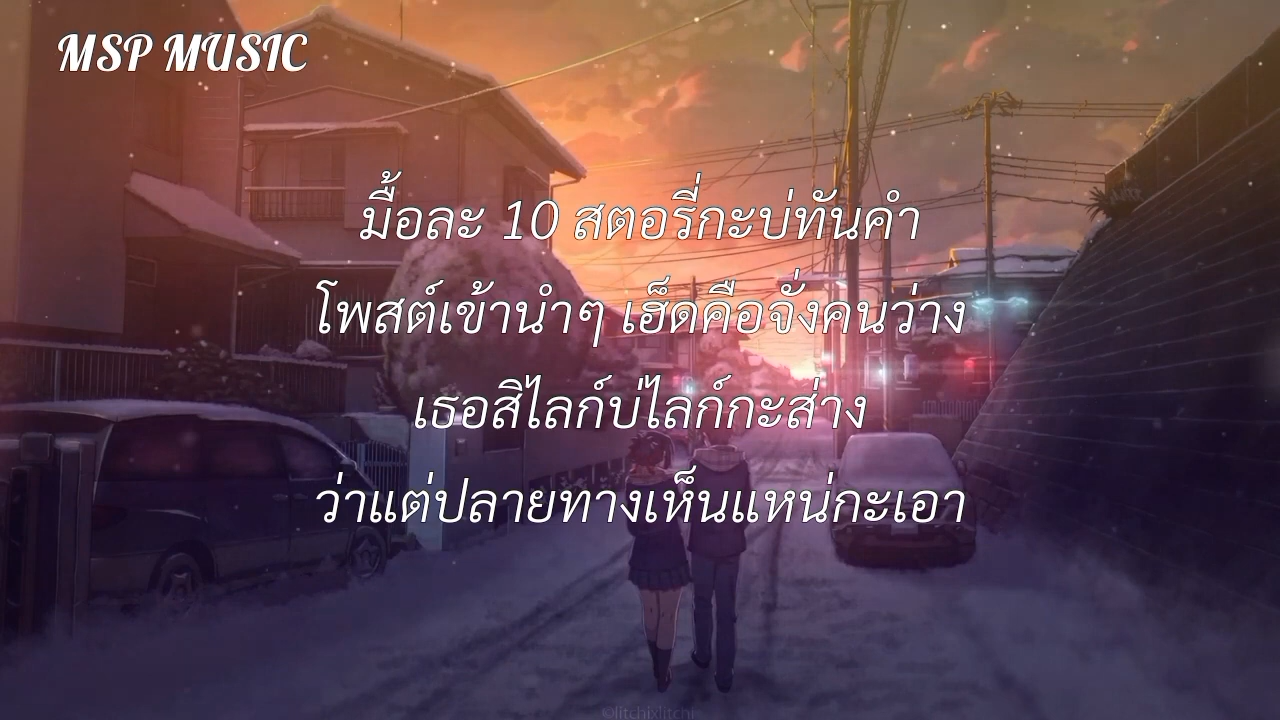 MSP MUSIC
มื้อละ 10 สตอรี่กะบ่ทันคำ
โพสต์เข้านำๆ เฮ็ดคือจั่งคนว่าง
เธอสิไลก์บ่ไลก์กะส่าง
ว่าแต่ปลายทางเห็นแหน่กะเอา
©litchixlitchi